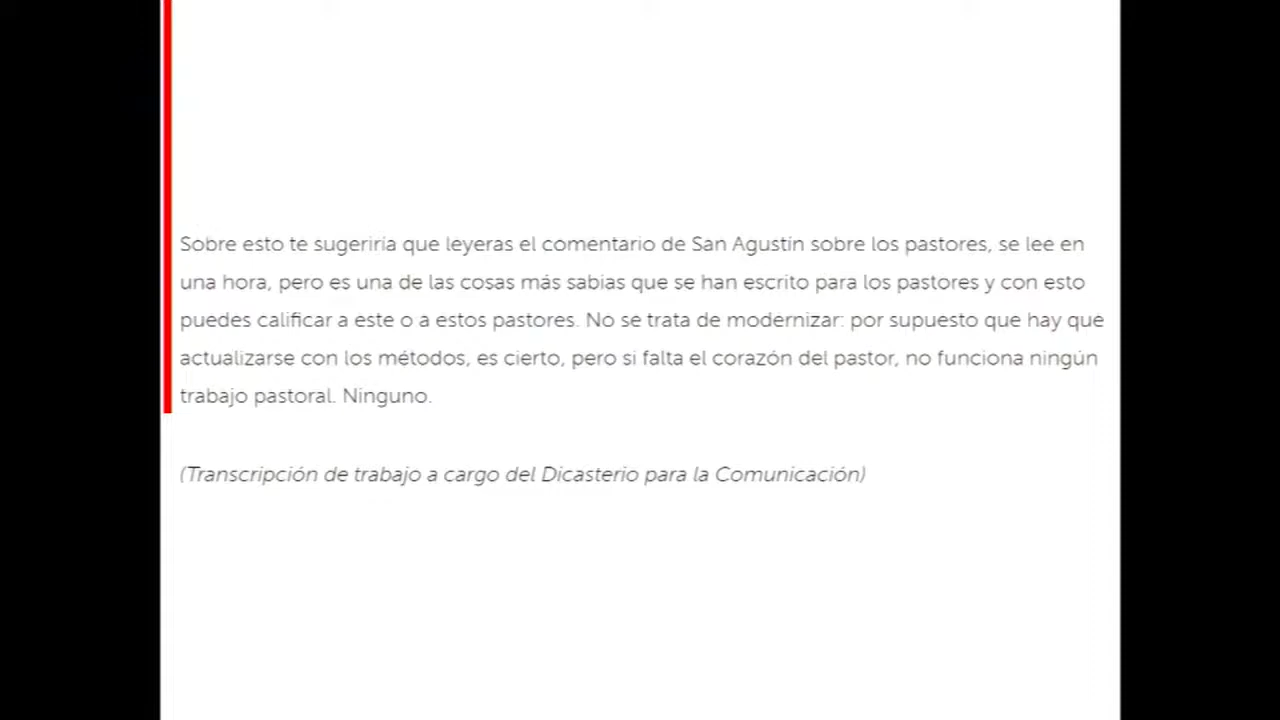 Sobre esto te sugeriría que leyeras el comentario de San Agustín sobre los pastores, se lee en
una hora, pero es una de las cosas más sabias que se han escrito para los pastores y con esto
puedes calificar a este o a estos pastores. No se trata de modernizar: por supuesto que hay que
actualizarse con los métodos, es cierto, pero si falta el corazón del pastor, no funciona ningún
trabajo pastoral. Ninguno.
(Transcripción de trabajo a cargo del Dicasterio para la Comunicación)